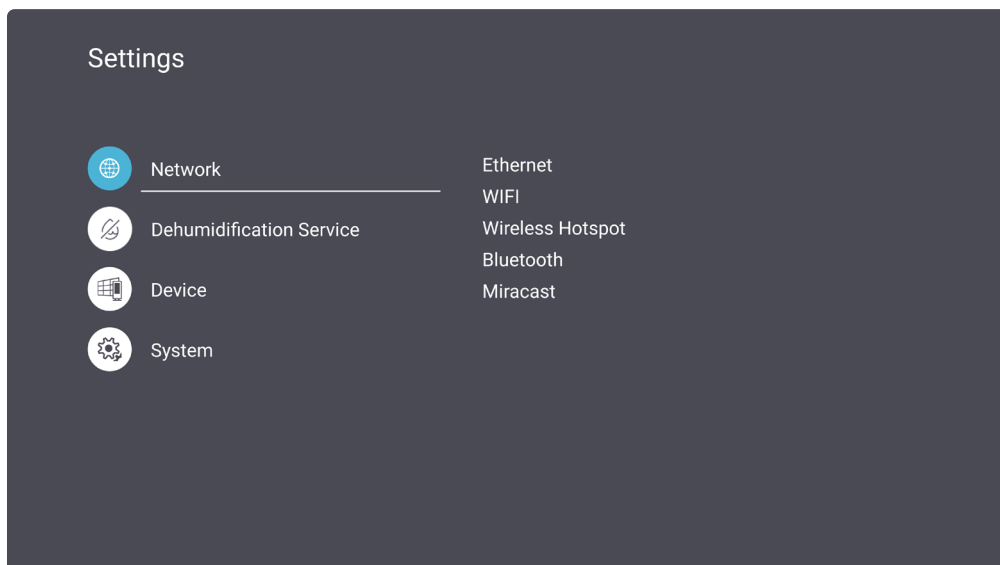 Settings
Network
Dehumidification Service
Device
System
Ethernet
WIFI
Wireless Hotspot
Bluetooth
Miracast